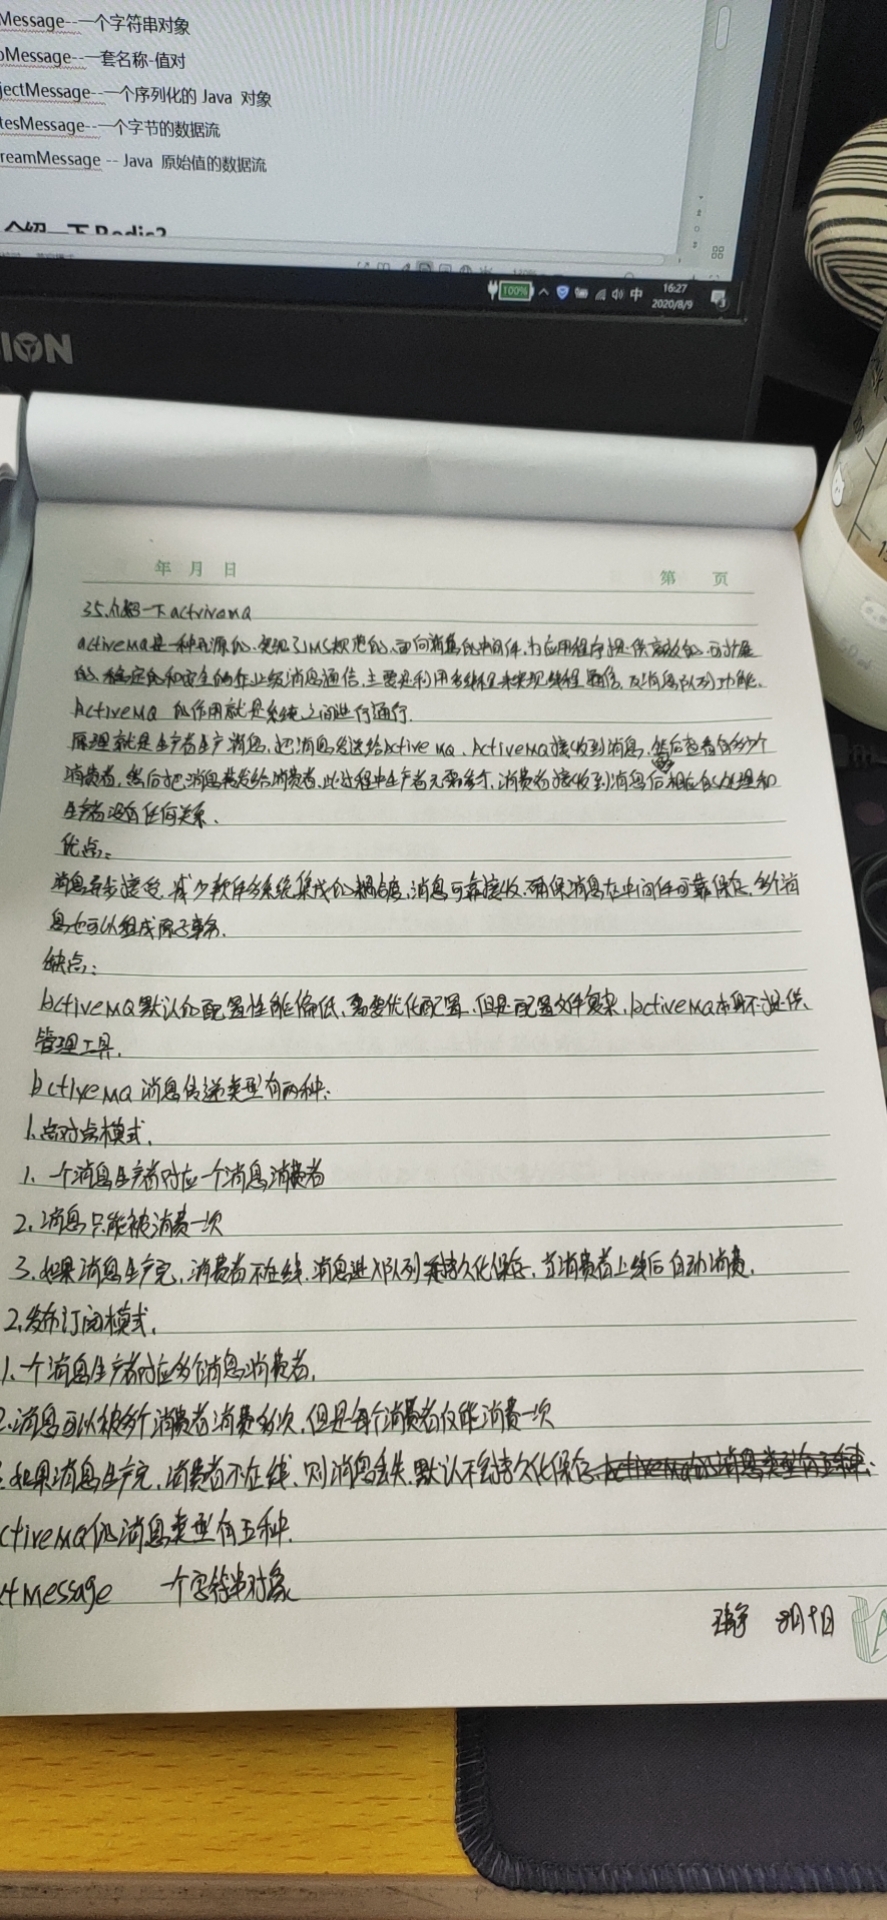 Message--一个字符串对象
pMessage--一套名称-值对
jectMessage--一个序列化的 Java 对象
tesMessage--一个字节的数据流
reamMessage -- Java 原始值的数据流
介绍一下 Redis?
100%
中
16:27
2020/8/9
ION
年 月 日
第 页
35.介绍一下activemq
activeMQ是一种开源的,实现了JMS规范的,面向消息的中间件,为应用程序提供高效的、可扩展
的、稳定的和安全的企业级消息通信,主要是利用多线程来实现线程通信,及消息队列功能、
ActiveMQ 的作用就是系统之间进行通行.
原理就是生产者生产消息,把消息发送给Active MQ、ActiveMQ接收到消息,然后查看有多少个
消费者,然后把消息转发给消费者,此过程中生产者无需参与、消费者接收到消息后相应的处理和
生产者没有任何关系、
优点:
消息异步接受,减少软件多系统集成的耦合度,消息可靠接收、确保消息在中间件可靠保存、多个消
息也可以组成原子事务.
缺点:
ActiveMQ默认的配置性能偏低,需要优化配置、但是配置文件复杂,ActiveMQ本身不提供、
管理工具.
ActiveMQ 消息传递类型有两种:
1.点对点模式.
1、一个消息生产者对应一个消息消费者
2、消息只能被消费一次
3、如果消息生产完,消费者不在线、消息进入队列持久化保存、当消费者上线后自动消费.
2.发布订阅模式.
1、一个消息生产者对应多个消息消费者.
2、消息可以被多个消费者消费多次,但是每个消费者仅能消费一次
如果消息生产完,消费者不在线、则消息丢失.默认不会持久化保存 ActiveMQ的消息类型有五种:
ctiveMQ的消息类型有五种.
xt Message 一个字符串对象
8月10日